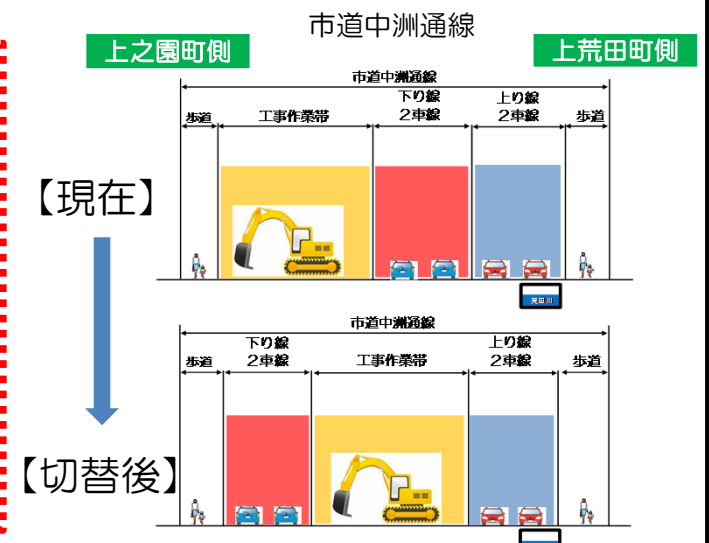 市道中洲通線
上之園町側
上荒田町側
市道中洲通線
歩道
工事作業帯
下り線
2車線
上り線
2車線
歩道
【現在】
荒田川
市道中洲通線
歩道
下り線
2車線
工事作業帯
上り線
2車線
歩道
【切替後】